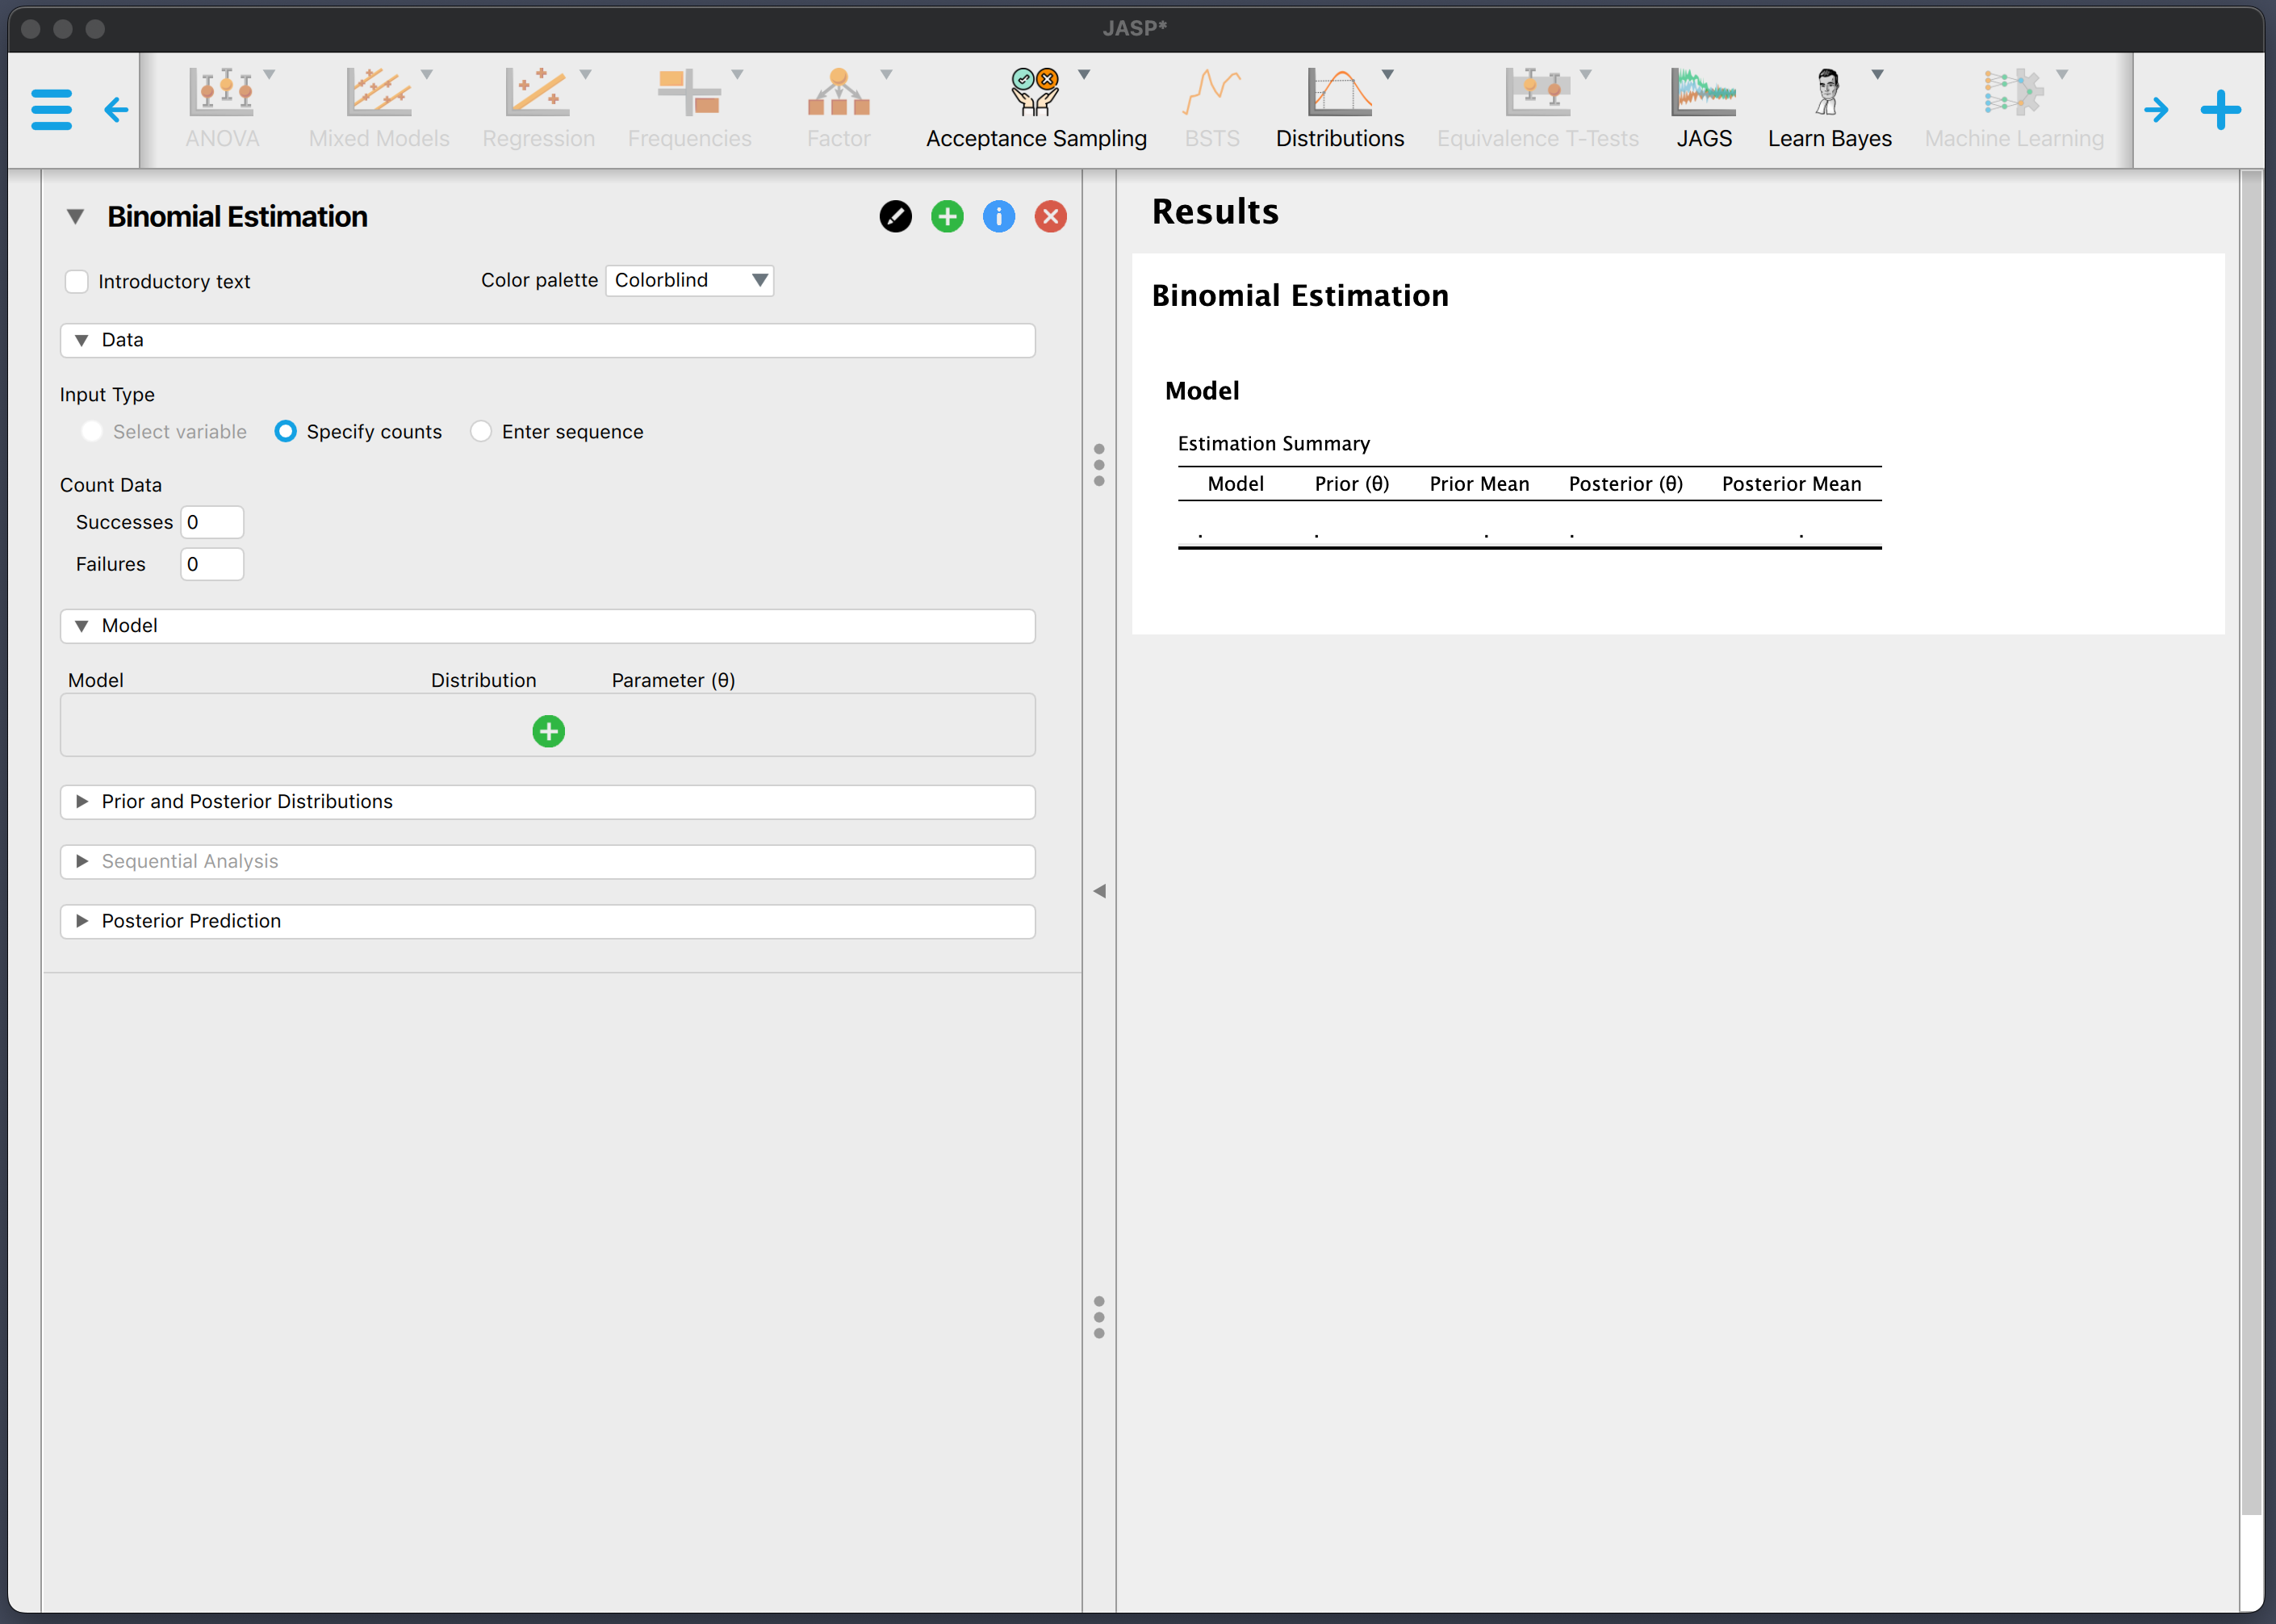 JASP*
ANOVA Mixed Models Regression Frequencies Factor Acceptance Sampling BSTS Distributions Equivalence T-Tests JAGS Learn Bayes Machine Learning
Binomial Estimation
Introductory text Color palette Colorblind
Data
Input Type
Select variable Specify counts Enter sequence
Count Data
Successes 0
Failures 0
Model
Model Distribution Parameter (θ)
Prior and Posterior Distributions
Sequential Analysis
Posterior Prediction
Results
Binomial Estimation
Model
Estimation Summary
Model Prior (θ) Prior Mean Posterior (θ) Posterior Mean
. . . . .